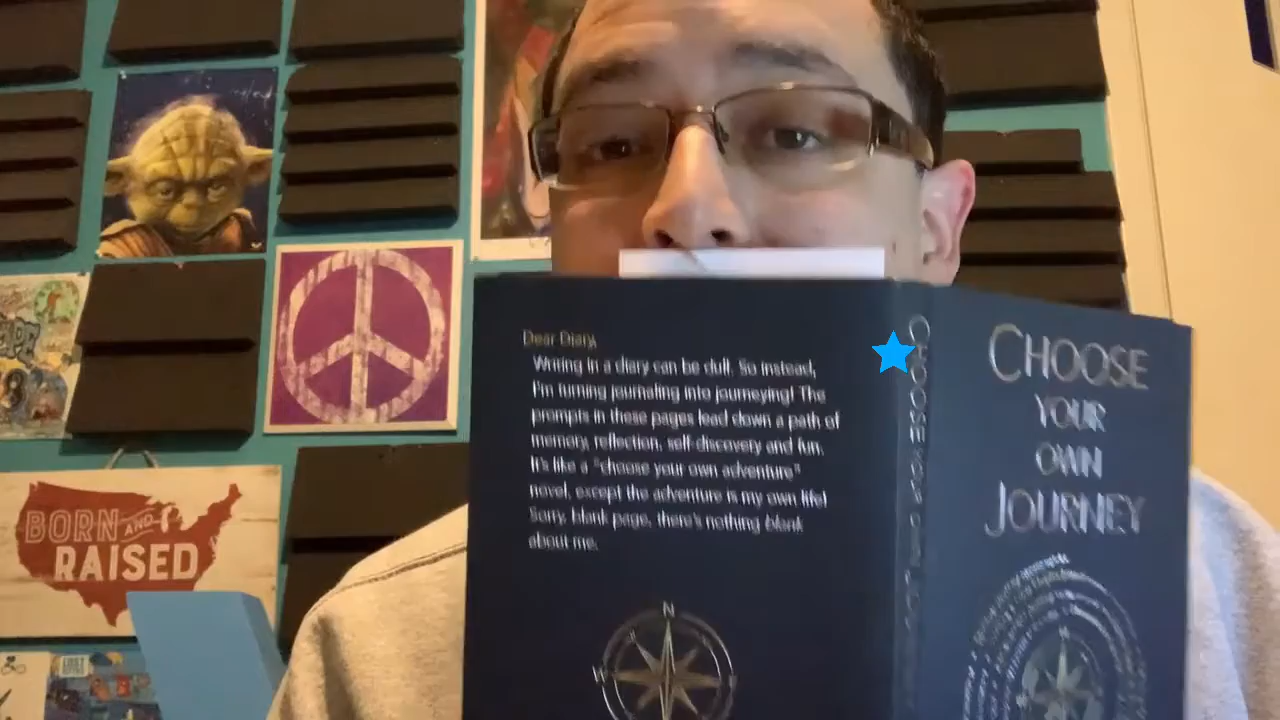 BORN AND
RAISED
Dear Diary,
Writing in a diary can be dull. So instead,
I'm turning journaling into journeying! The
prompts in these pages lead down a path of
memory, reflection, self-discovery and fun.
It's like a "choose your own adventure"
novel, except the adventure is my own life!
Sorry, blank page, there's nothing blank
about me.
N
W
CHOOSE YOUR OWN
CHOOSE
YOUR
OWN
JOURNEY